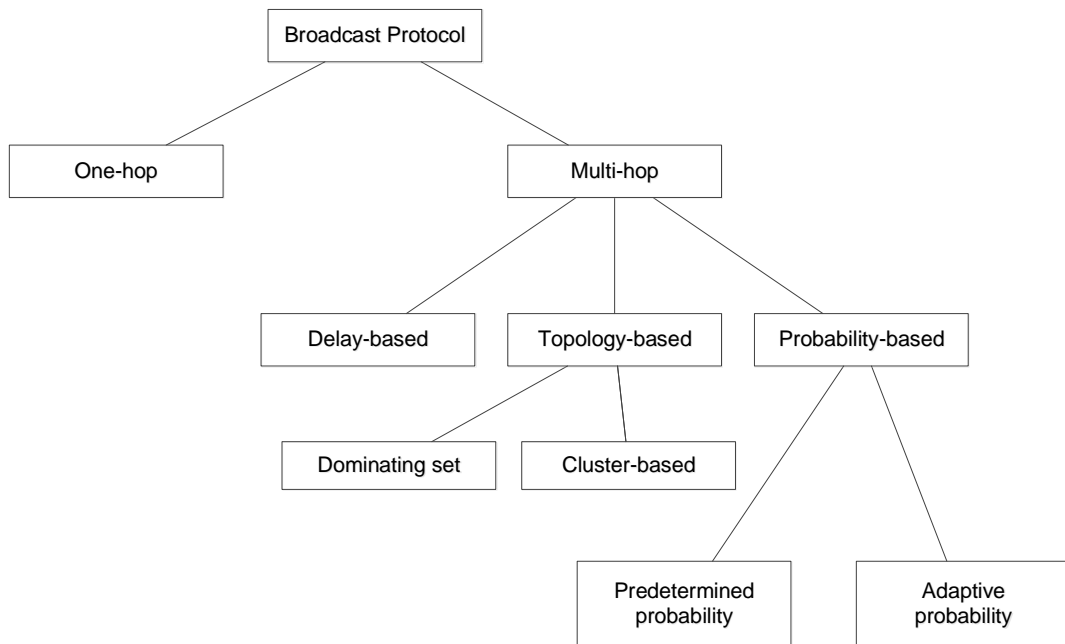 Broadcast Protocol
One-hop
Multi-hop
Delay-based
Topology-based
Probability-based
Dominating set
Cluster-based
Predetermined
probability
Adaptive
probability